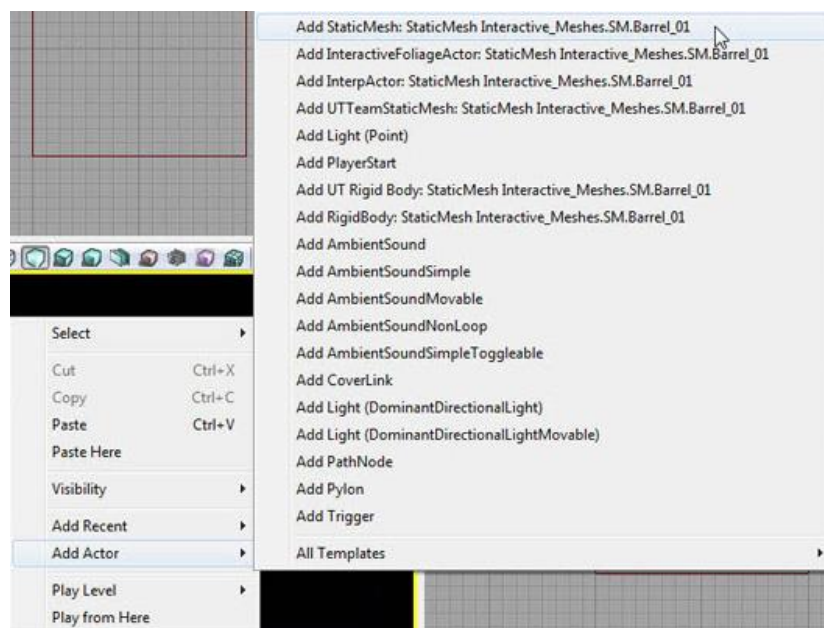 Add StaticMesh: StaticMesh Interactive_Meshes.SM.Barrel_01
Add InteractiveFoliageActor: StaticMesh Interactive_Meshes.SM.Barrel_01
Add InterpActor: StaticMesh Interactive_Meshes.SM.Barrel_01
Add UTTeamStaticMesh: StaticMesh Interactive_Meshes.SM.Barrel_01
Add Light (Point)
Add PlayerStart
Add UT Rigid Body: StaticMesh Interactive_Meshes.SM.Barrel_01
Add RigidBody: StaticMesh Interactive_Meshes.SM.Barrel_01
Add AmbientSound
Add AmbientSoundSimple
Add AmbientSoundMovable
Add AmbientSoundNonLoop
Add AmbientSoundSimpleToggleable
Add CoverLink
Add Light (DominantDirectionalLight)
Add Light (DominantDirectionalLightMovable)
Add PathNode
Add Pylon
Add Trigger
All Templates
Select
Cut Ctrl+X
Copy Ctrl+C
Paste Ctrl+V
Paste Here
Visibility
Add Recent
Add Actor
Play Level
Play from Here